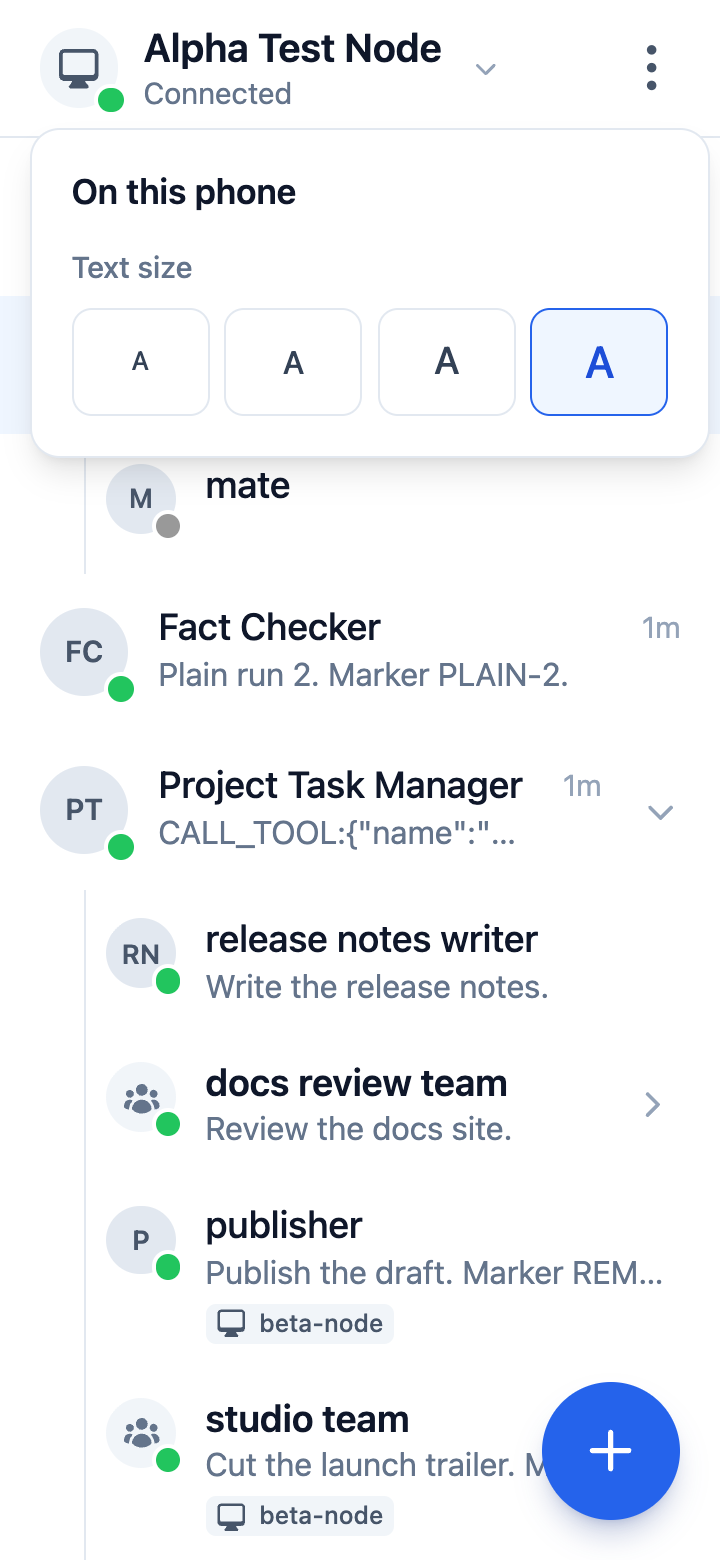 Alpha Test Node
Connected
On this phone
Text size
A A A A
M mate
FC Fact Checker 1m
Plain run 2. Marker PLAIN-2.
PT Project Task Manager 1m
CALL_TOOL:{"name":"...
RN release notes writer
Write the release notes.
docs review team
Review the docs site.
P publisher
Publish the draft. Marker REM...
beta-node
studio team
Cut the launch trailer.
beta-node